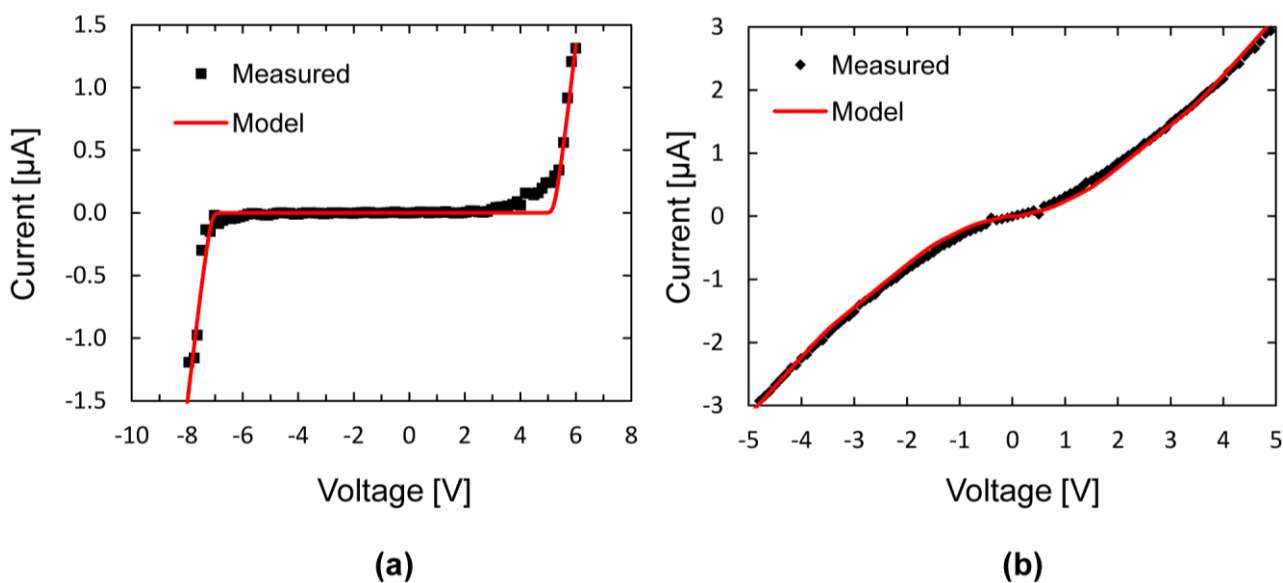 1.5
1.0
0.5
0.0
-0.5
-1.0
-1.5
Current [µA]
Measured
Model
-10 -8 -6 -4 -2 0 2 4 6 8
Voltage [V]
(a)
3
2
1
0
-1
-2
-3
Current [µA]
Measured
Model
-5 -4 -3 -2 -1 0 1 2 3 4 5
Voltage [V]
(b)